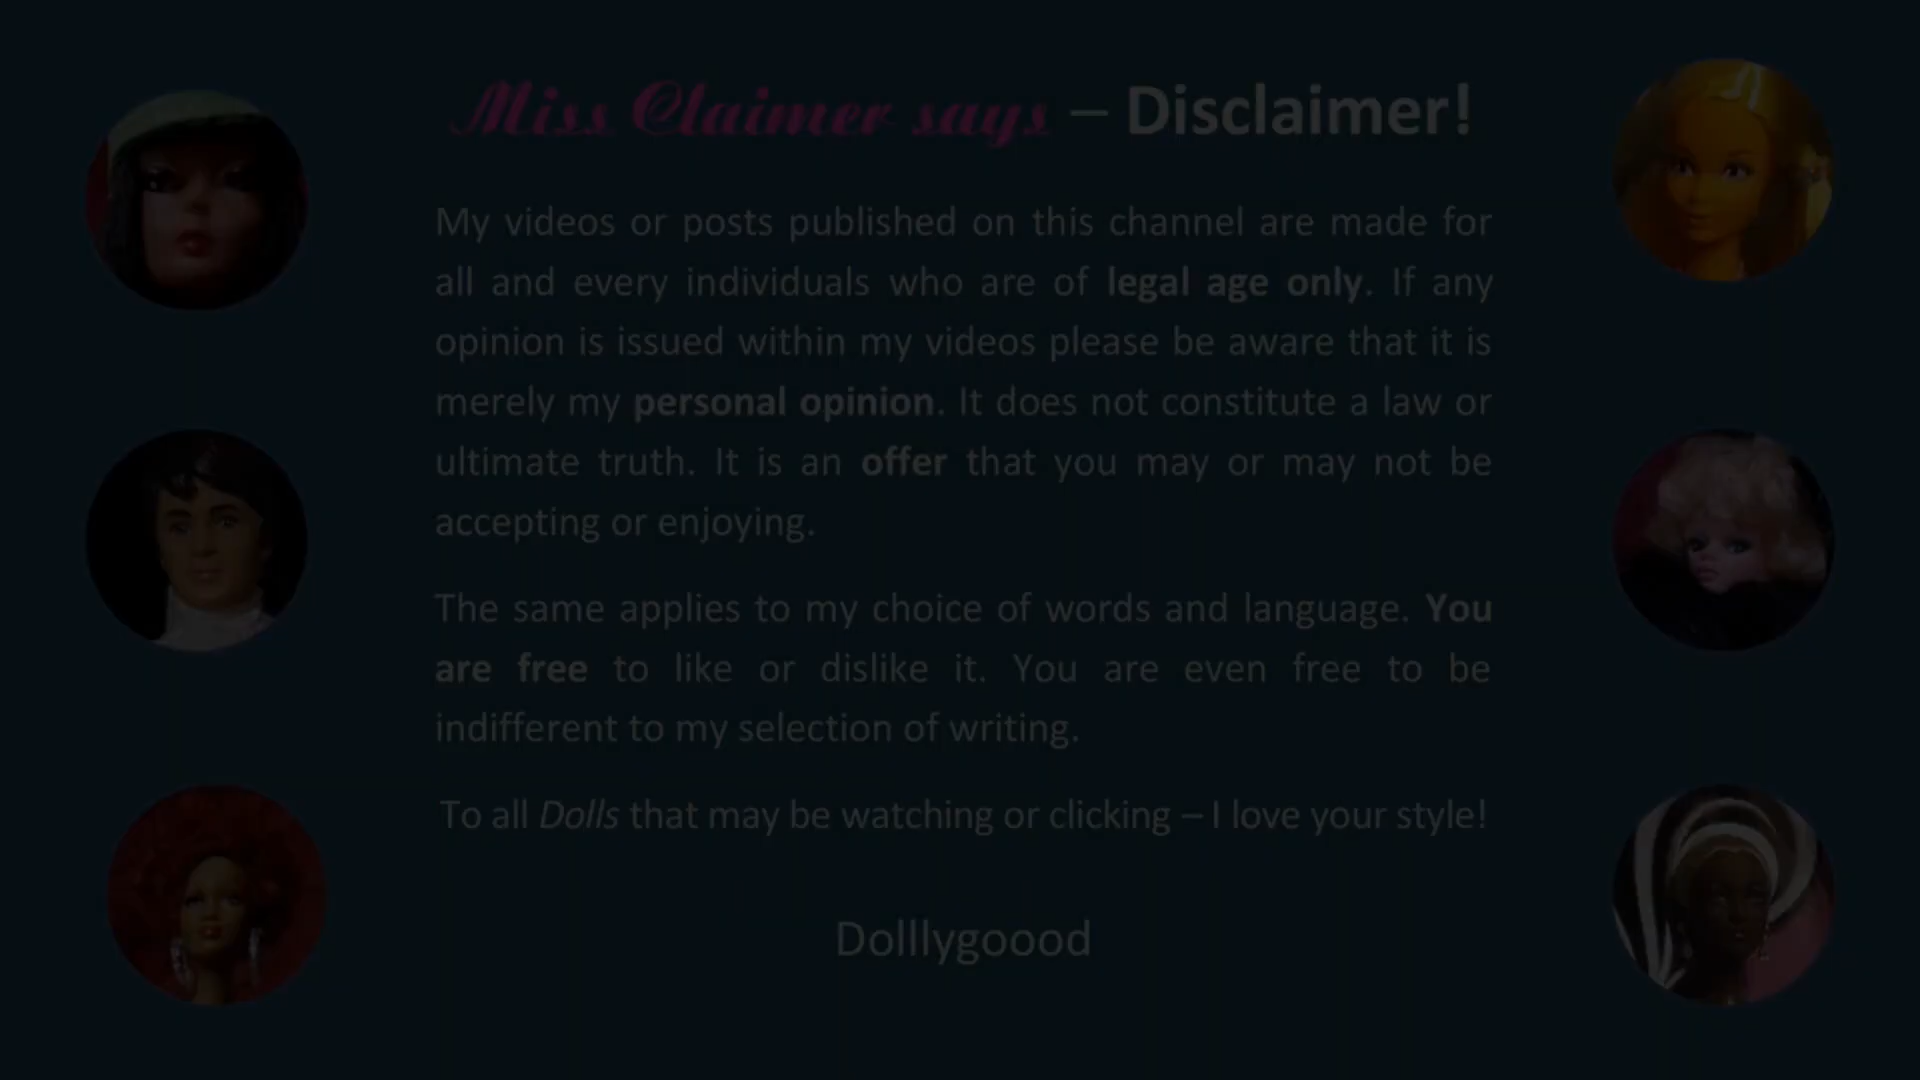 Miss Claimer says – Disclaimer!
My videos or posts published on this channel are made for
all and every individuals who are of legal age only. If any
opinion is issued within my videos please be aware that it is
merely my personal opinion. It does not constitute a law or
ultimate truth. It is an offer that you may or may not be
accepting or enjoying.
The same applies to my choice of words and language. You
are free to like or dislike it. You are even free to be
indifferent to my selection of writing.
To all Dolls that may be watching or clicking – I love your style!
Dolllygoood